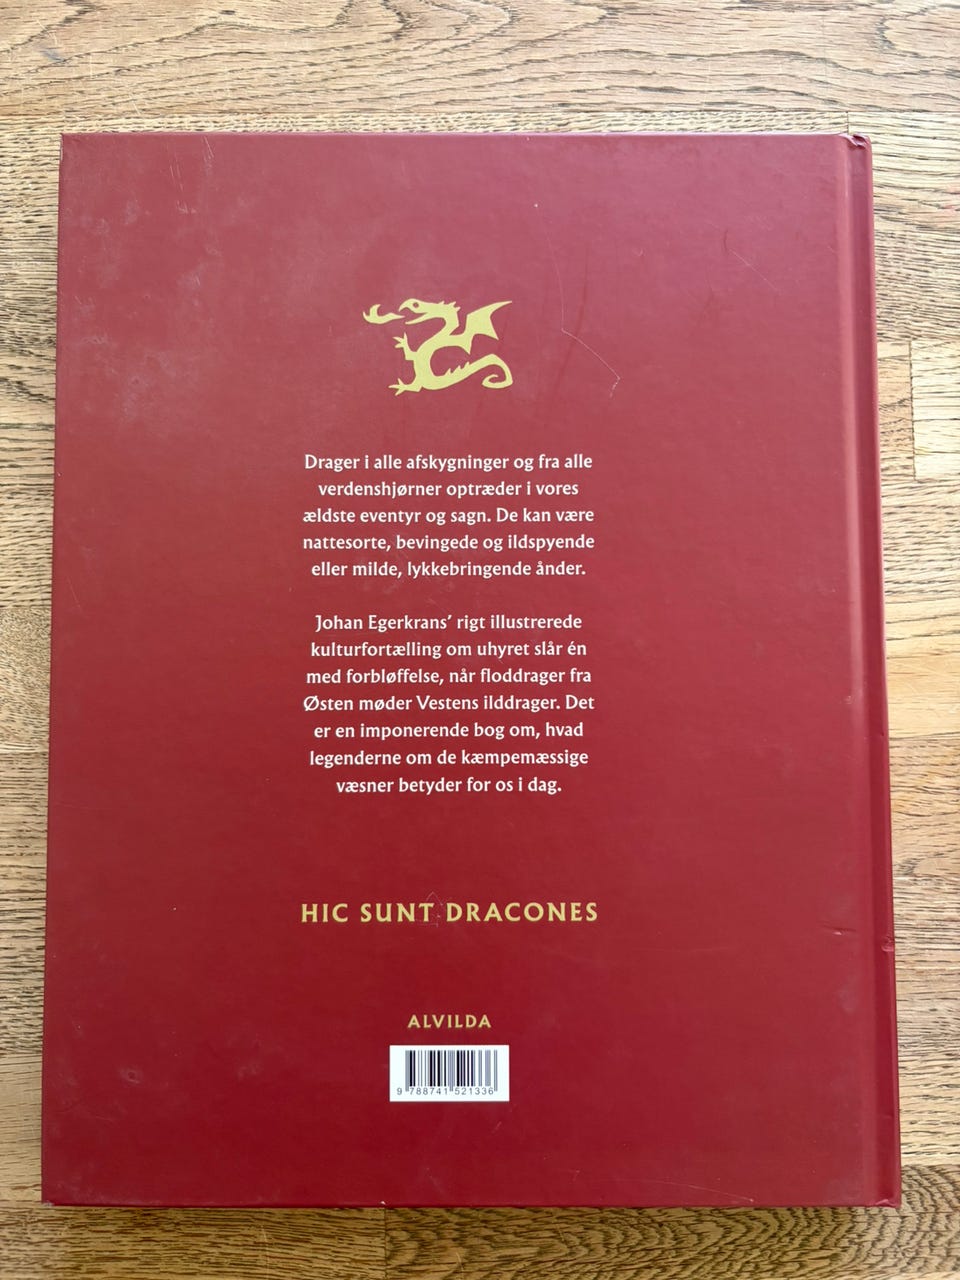 Drager i alle afskygninger og fra alle
verdenshjørner optræder i vores
ældste eventyr og sagn. De kan være
nattesorte, bevingede og ildspyende
eller milde, lykkebringende ånder.
Johan Egerkrans’ rigt illustrerede
kulturfortælling om uhyret slår én
med forbløffelse, når floddrager fra
Østen møder Vestens ilddrager. Det
er en imponerende bog om, hvad
legenderne om de kæmpemæssige
væsner betyder for os i dag.
HIC SUNT DRACONES
ALVILDA
9 788741 521336